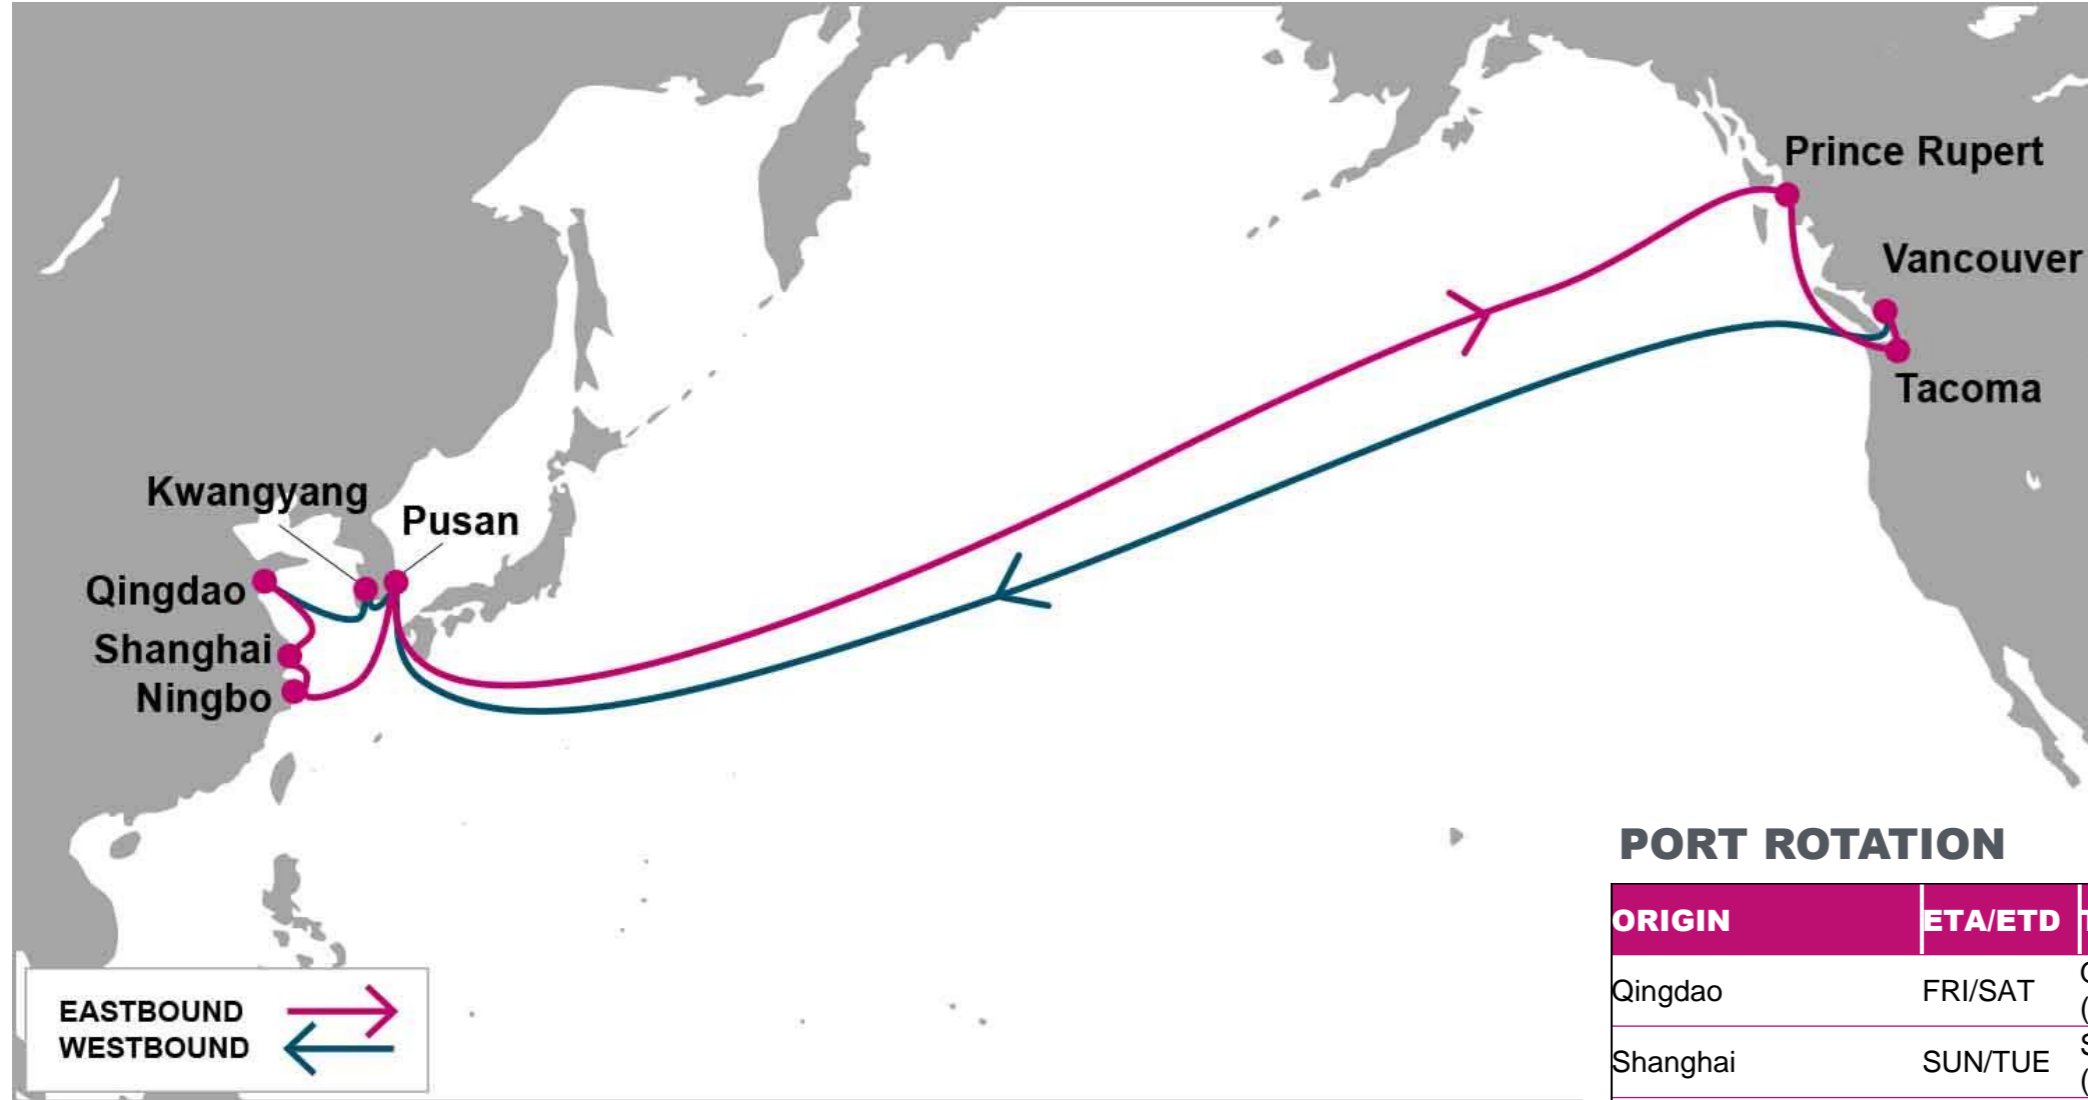 Prince Rupert
Vancouver
Tacoma
Kwangyang
Pusan
Qingdao
Shanghai
Ningbo
EASTBOUND
WESTBOUND
PORT ROTATION
ORIGIN ETA/ETD
Qingdao FRI/SAT
Shanghai SUN/TUE